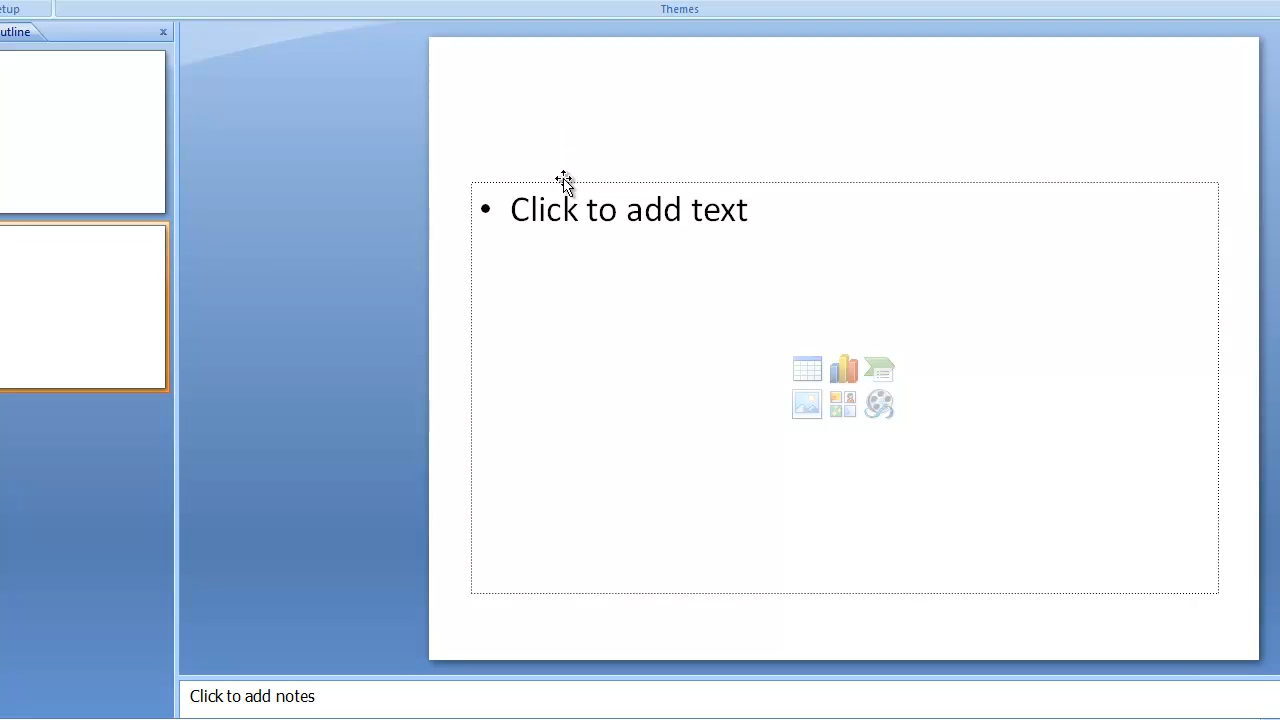 etup
Themes
utline
x
• Click to add text
Click to add notes